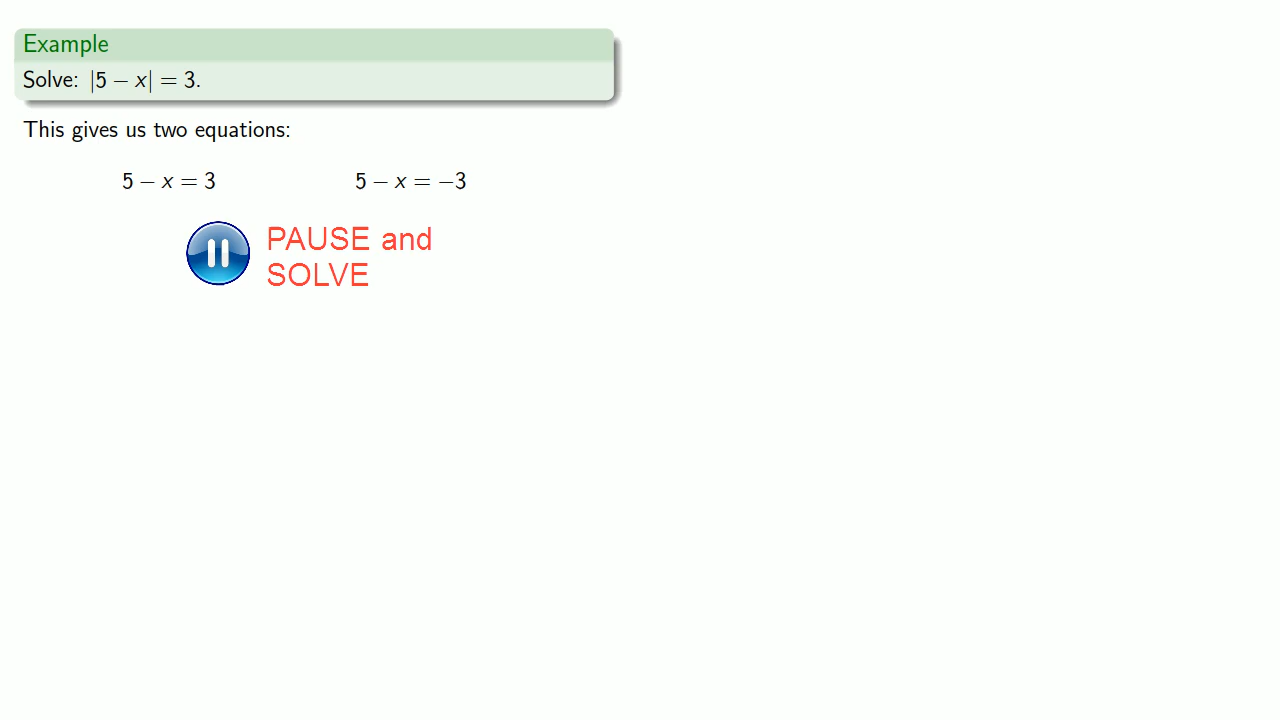 Example
Solve: |5 − x| = 3.
This gives us two equations:
5 − x = 3 5 − x = −3
PAUSE and
SOLVE